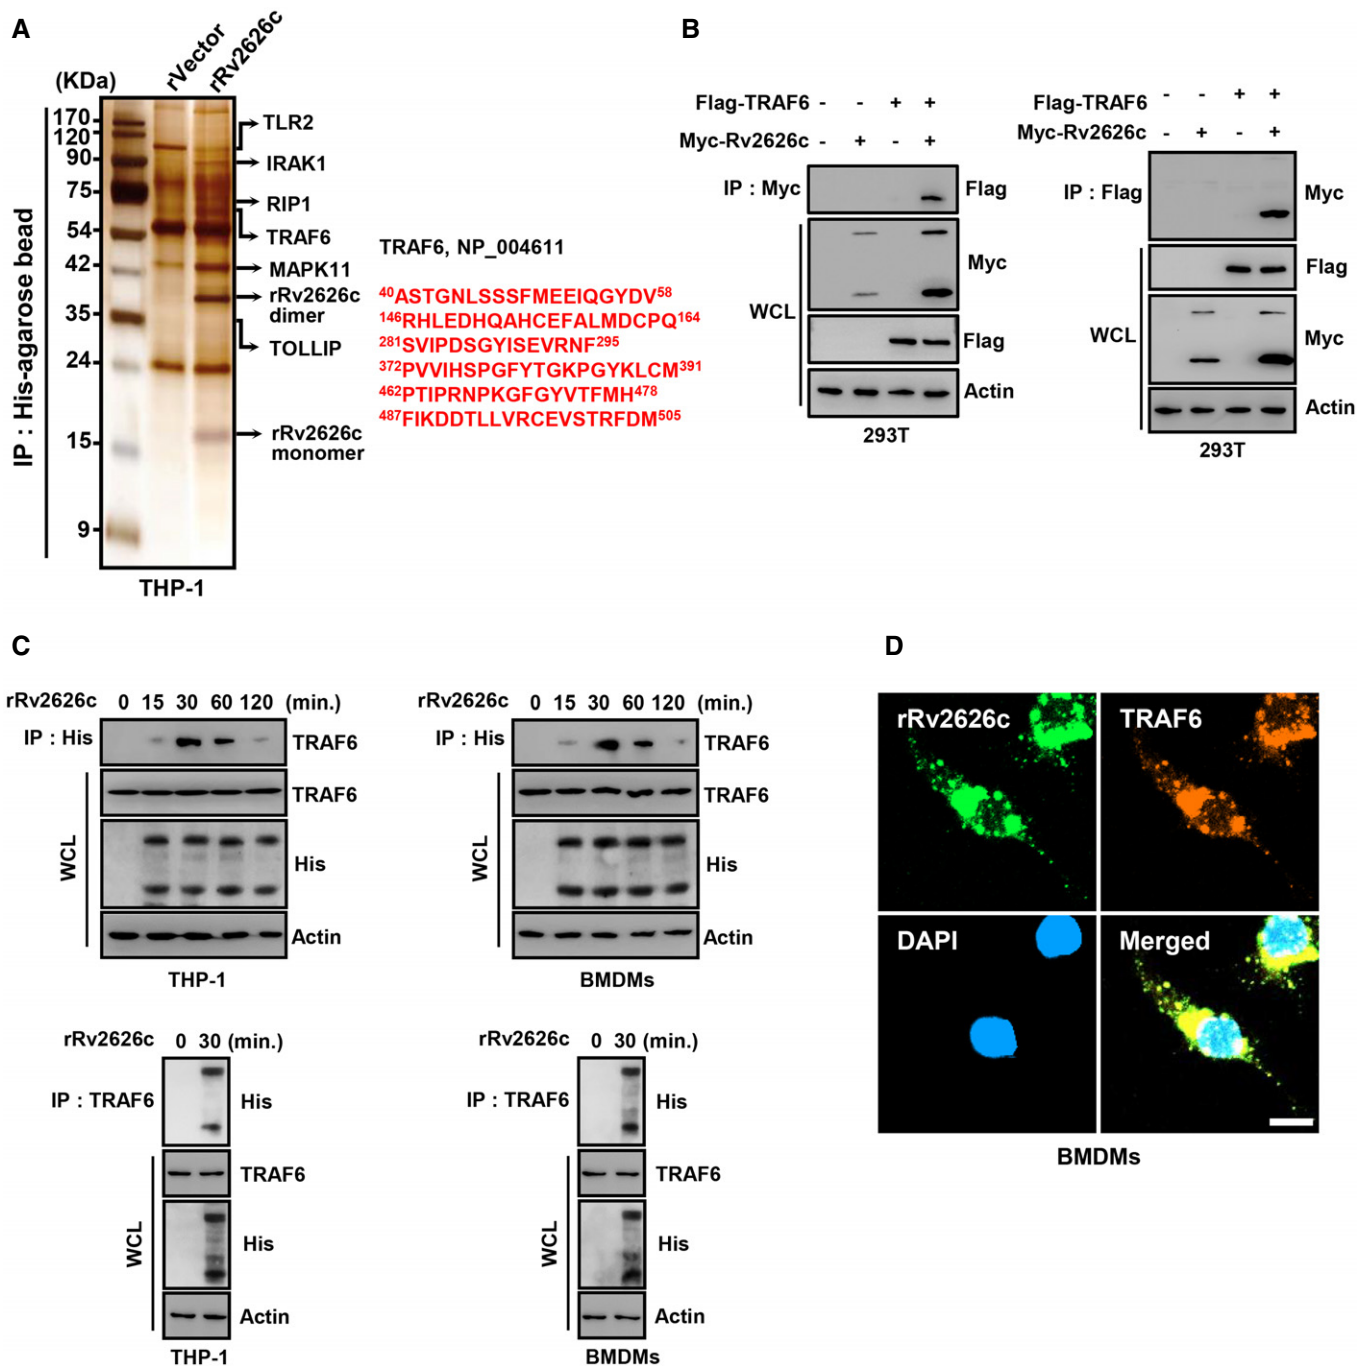 A
(KDa)
rVector
rRv2626c
170
120
90
75
54
42
35
24
15
9
IP : His-agarose bead
TLR2
IRAK1
RIP1
TRAF6
MAPK11
rRv2626c
dimer
TOLLIP
rRv2626c
monomer
THP-1
TRAF6, NP_004611
40ASTGNLSSSFMEEIQGYDV58
146RHLEDHQAHCEFALMDCPQ164
281SVIPDSGYISEVRNF295
372PVVIHSPGFYTGKPGYKLCM391
462PTIPRNPKGFGYVTFMH478
487FIKDDTLLVRCEVSTRFDM505
B
Flag-TRAF6 - - + +
Myc-Rv2626c - + - +
IP : Myc Flag
Myc
WCL
Flag
Actin
293T
Flag-TRAF6 - - + +
Myc-Rv2626c - + - +
IP : Flag Myc
Flag
WCL
Myc
Actin
293T
C
rRv2626c 0 15 30 60 120 (min.)
IP : His TRAF6
TRAF6
WCL
His
Actin
THP-1
rRv2626c 0 15 30 60 120 (min.)
IP : His TRAF6
TRAF6
WCL
His
Actin
BMDMs
rRv2626c 0 30 (min.)
IP : TRAF6 His
TRAF6
WCL
His
Actin
THP-1
rRv2626c 0 30 (min.)
IP : TRAF6 His
TRAF6
WCL
His
Actin
BMDMs
D
rRv2626c
TRAF6
DAPI
Merged
BMDMs